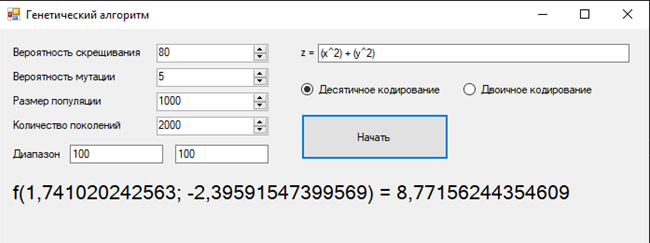 Генетический алгоритм
Вероятность скрещивания 80
Вероятность мутации 5
Размер популяции 1000
Количество поколений 2000
Диапазон 100 100
z = (x^2) + (y^2)
Десятичное кодирование Двоичное кодирование
Начать
f(1,741020242563; -2,39591547399569) = 8,77156244354609